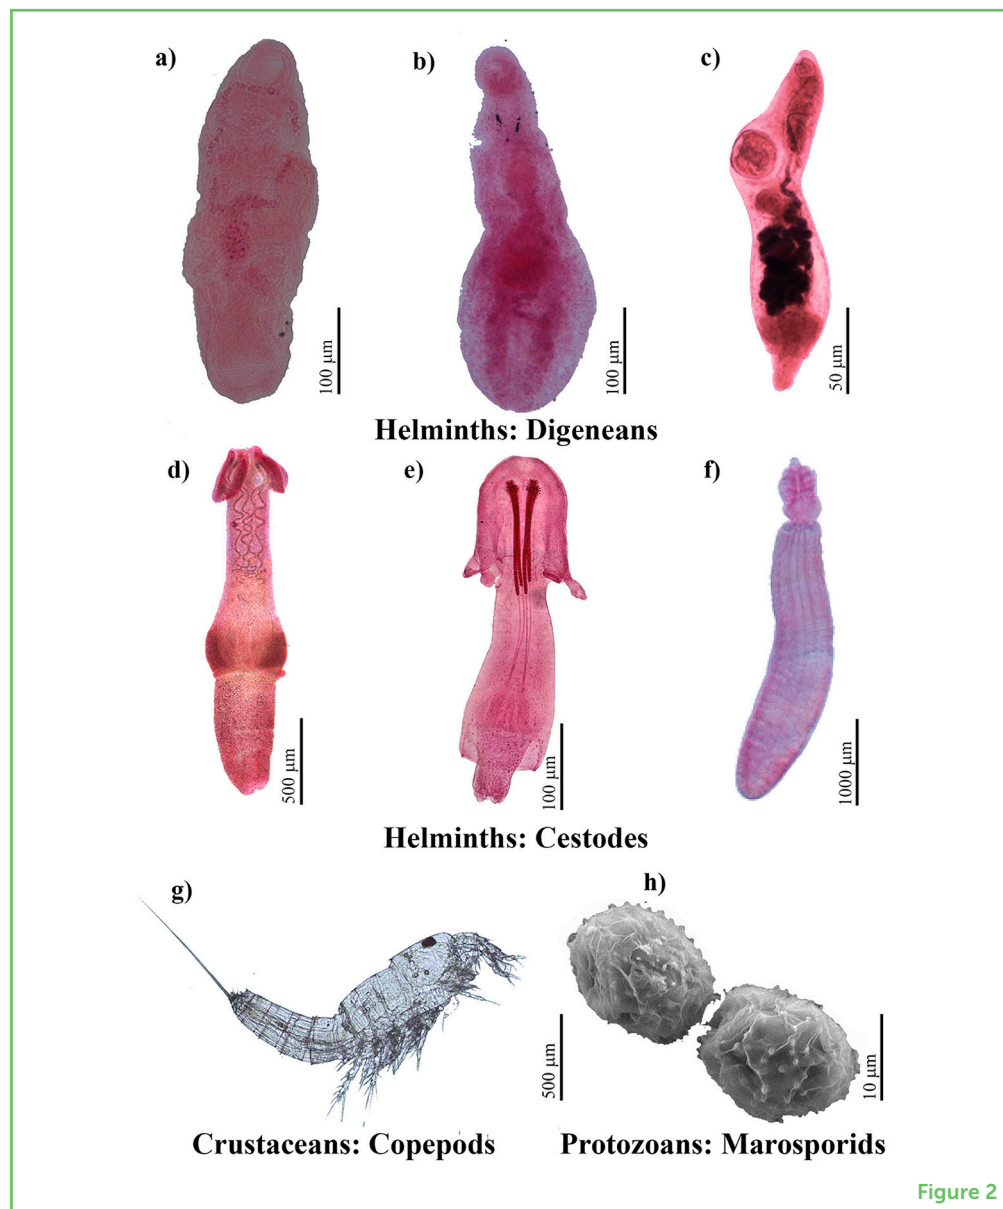 a)
b)
c)
100 µm
100 µm
50 µm
Helminths: Digeneans
d)
e)
f)
500 µm
100 µm
1000 µm
Helminths: Cestodes
g)
h)
500 µm
10 µm
Crustaceans: Copepods
Protozoans: Marosporids
Figure 2